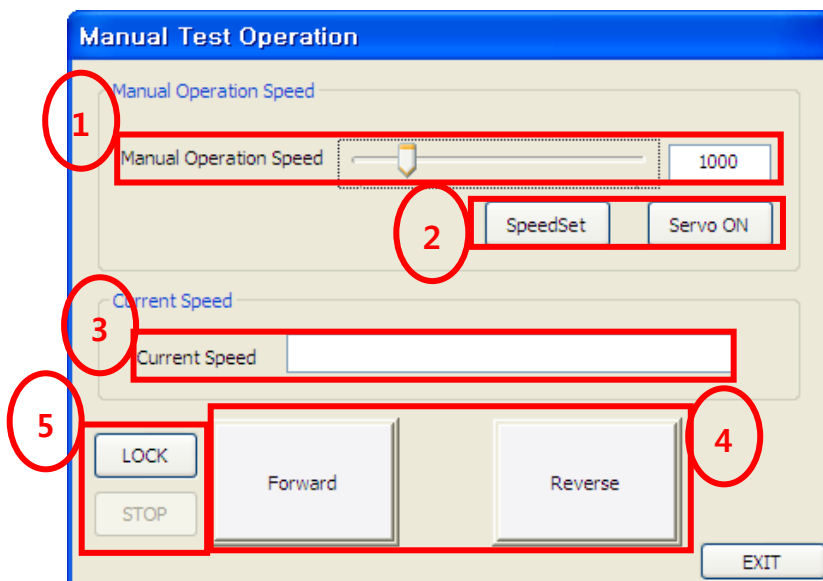 Manual Test Operation
Manual Operation Speed
1
Manual Operation Speed 1000
2 SpeedSet Servo ON
Current Speed
3
Current Speed
5
LOCK
STOP
Forward
Reverse
4
EXIT